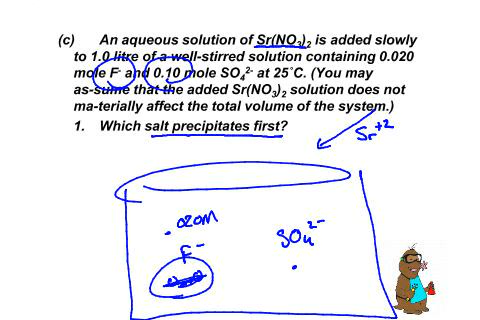 (c) An aqueous solution of Sr(NO₃)₂ is added slowly
to 1.0 litre of a well-stirred solution containing 0.020
mole F⁻ and 0.10 mole SO₄²⁻ at 25˚C. (You may
as-sume that the added Sr(NO₃)₂ solution does not
ma-terially affect the total volume of the system.)
1. Which salt precipitates first?
Sr⁺²
.020M
F⁻
SO₄²⁻